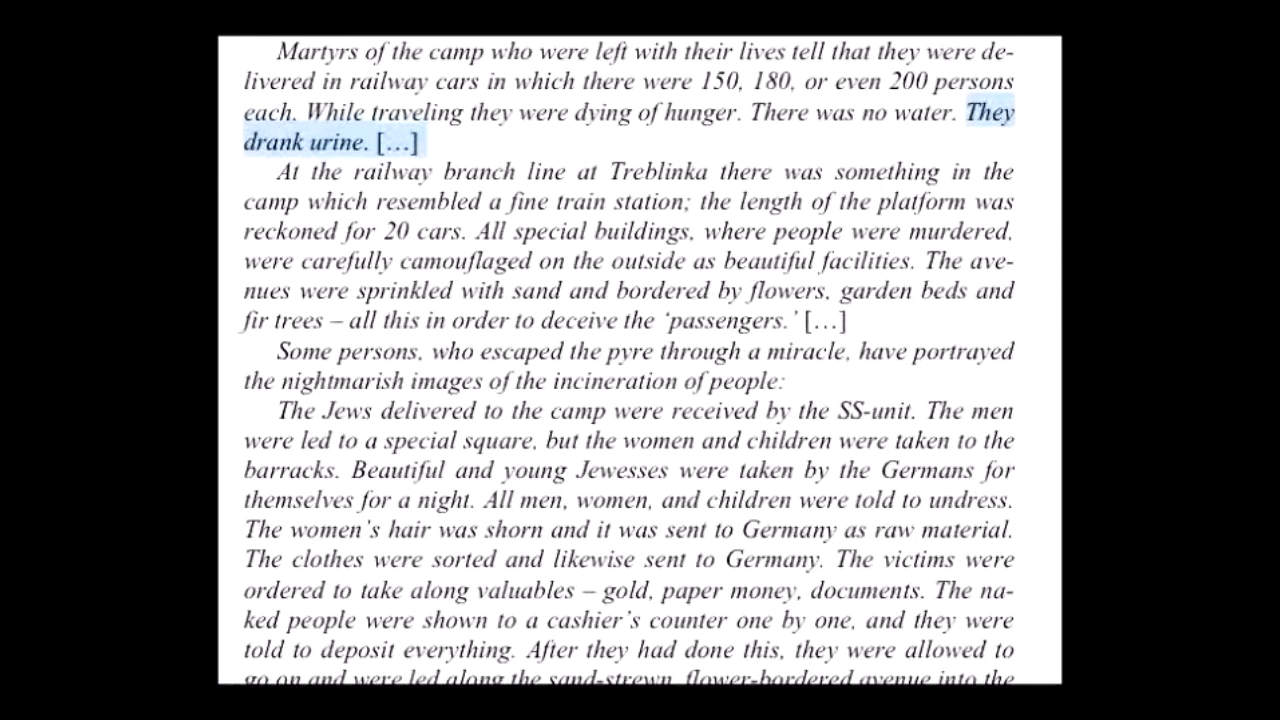 Martyrs of the camp who were left with their lives tell that they were de-
livered in railway cars in which there were 150, 180, or even 200 persons
each. While traveling they were dying of hunger. There was no water. They
drank urine. […]
At the railway branch line at Treblinka there was something in the
camp which resembled a fine train station; the length of the platform was
reckoned for 20 cars. All special buildings, where people were murdered,
were carefully camouflaged on the outside as beautiful facilities. The ave-
nues were sprinkled with sand and bordered by flowers, garden beds and
fir trees – all this in order to deceive the ‘passengers.’ […]
Some persons, who escaped the pyre through a miracle, have portrayed
the nightmarish images of the incineration of people:
The Jews delivered to the camp were received by the SS-unit. The men
were led to a special square, but the women and children were taken to the
barracks. Beautiful and young Jewesses were taken by the Germans for
themselves for a night. All men, women, and children were told to undress.
The women’s hair was shorn and it was sent to Germany as raw material.
The clothes were sorted and likewise sent to Germany. The victims were
ordered to take along valuables – gold, paper money, documents. The na-
ked people were shown to a cashier’s counter one by one, and they were
told to deposit everything. After they had done this, they were allowed to
go on and were led along the sand-strewn, flower-bordered avenue into the